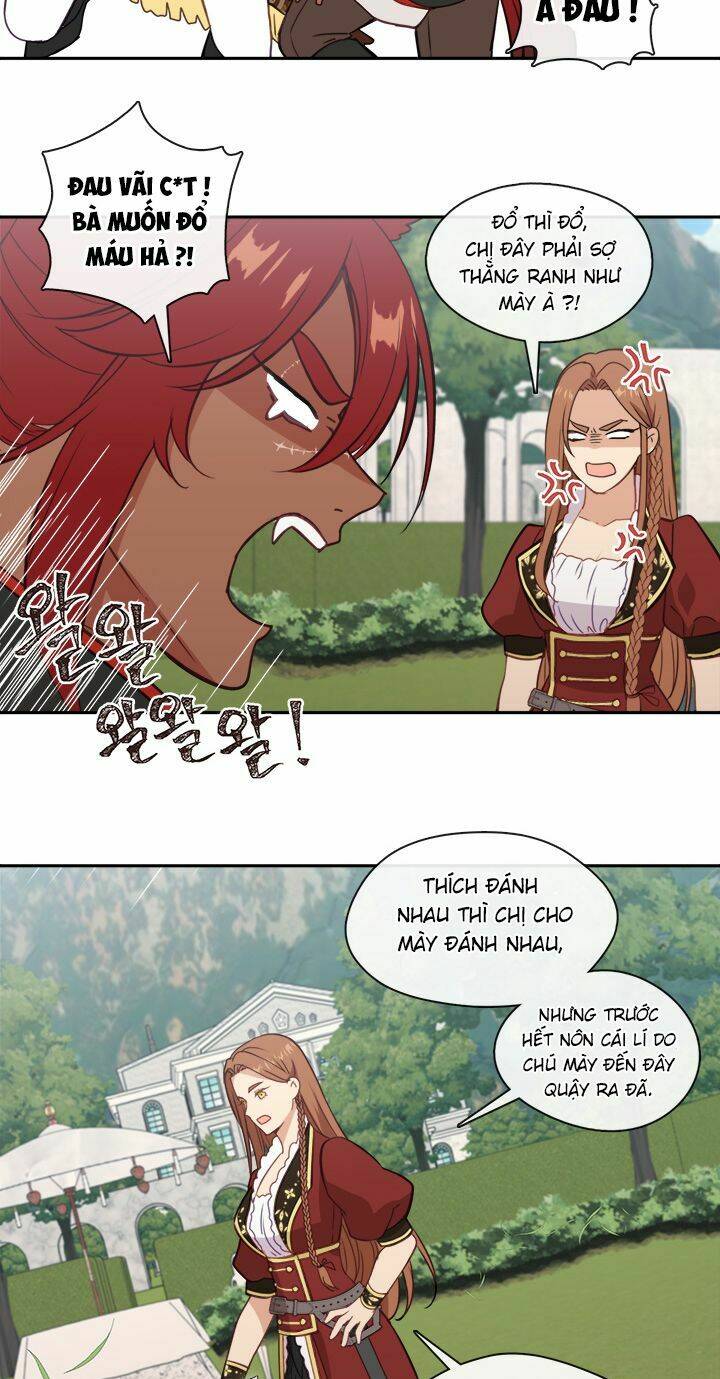 À ĐAU !
ĐAU VÃI C*T !
BÀ MUỐN ĐỔ
MÁU HẢ ?!
ĐỔ THÌ ĐỔ,
CHỊ ĐÂY PHẢI SỢ
THẰNG RANH NHƯ
MÀY À ?!
왈왈
왈왈왈!
THÍCH ĐÁNH
NHAU THÌ CHỊ CHO
MÀY ĐÁNH NHAU,
NHƯNG TRƯỚC
HẾT NÔN CÁI LÍ DO
CHÚ MÀY ĐẾN ĐÂY
QUẬY RA ĐÃ.